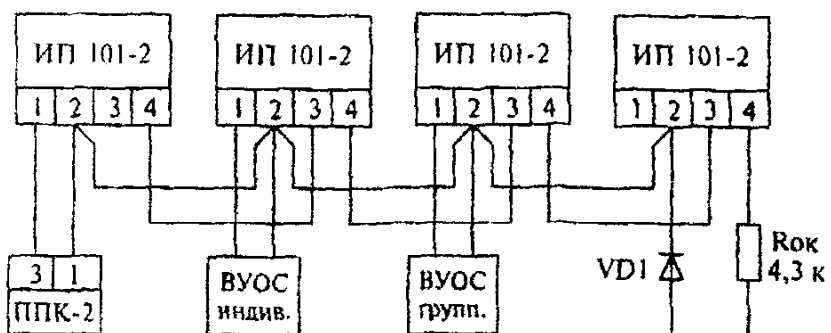 ИП 101-2 ИП 101-2 ИП 101-2 ИП 101-2
1 2 3 4 1 2 3 4 1 2 3 4 1 2 3 4
3 1 ВУОС ВУОС VD1 Rок
ППК-2 индив. групп. 4,3 к